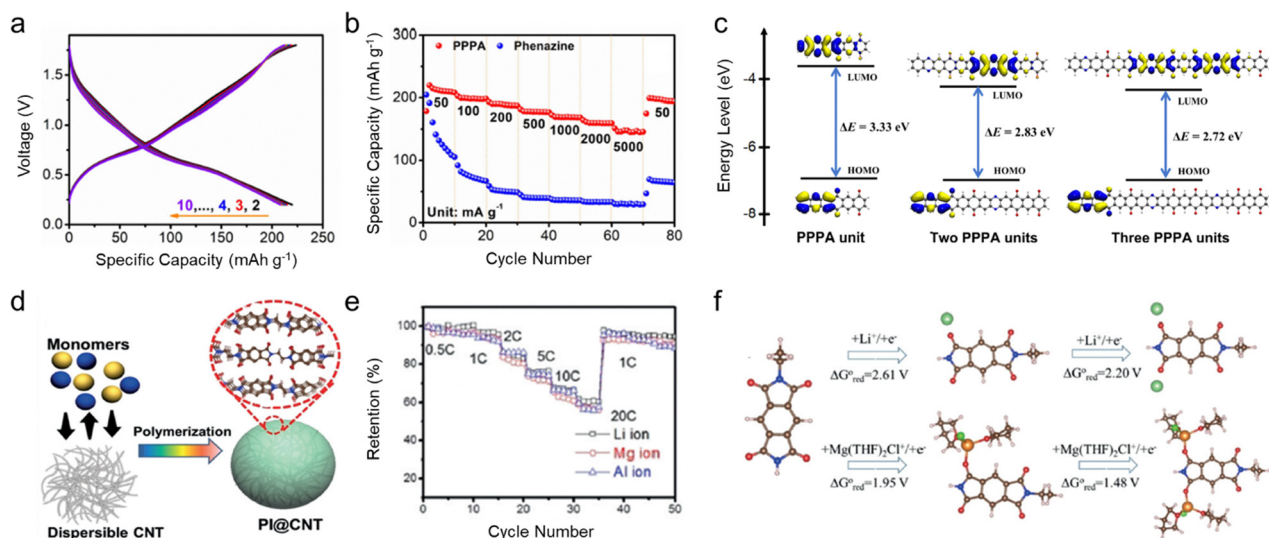 a
Voltage (V)
1.5
1.0
0.5
0.0
10,..., 4, 3, 2
0 75 150 225
Specific Capacity (mAh g⁻¹)
b
Specific Capacity (mAh g⁻¹)
300
200
100
0
PPPA Phenazine
50 100 200 500 1000 2000 5000 50
Unit: mA g⁻¹
0 20 40 60 80
Cycle Number
c
Energy Level (eV)
-4
-6
-8
LUMO
ΔE = 3.33 eV
HOMO
PPPA unit
LUMO
ΔE = 2.83 eV
HOMO
Two PPPA units
LUMO
ΔE = 2.72 eV
HOMO
Three PPPA units
d
Monomers
Polymerization
Dispersible CNT
PI@CNT
e
Retention (%)
100
80
60
40
20
0
0.5C 1C 2C 5C 10C 20C 1C
Li ion
Mg ion
Al ion
0 10 20 30 40 50
Cycle Number
f
+Li⁺/+e⁻
ΔG°red=2.61 V
+Li⁺/+e⁻
ΔG°red=2.20 V
+Mg(THF)₂Cl⁺/+e⁻
ΔG°red=1.95 V
+Mg(THF)₂Cl⁺/+e⁻
ΔG°red=1.48 V